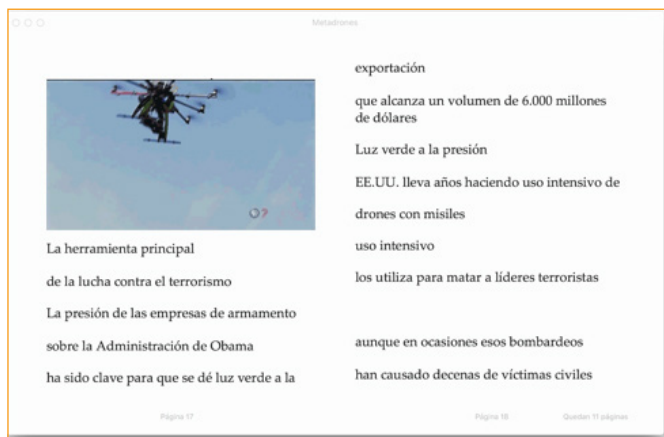 Metadrones
La herramienta principal
de la lucha contra el terrorismo
La presión de las empresas de armamento
sobre la Administración de Obama
ha sido clave para que se dé luz verde a la
Página 17
exportación
que alcanza un volumen de 6.000 millones
de dólares
Luz verde a la presión
EE.UU. lleva años haciendo uso intensivo de
drones con misiles
uso intensivo
los utiliza para matar a líderes terroristas
aunque en ocasiones esos bombardeos
han causado decenas de víctimas civiles
Página 18
Quedan 11 páginas